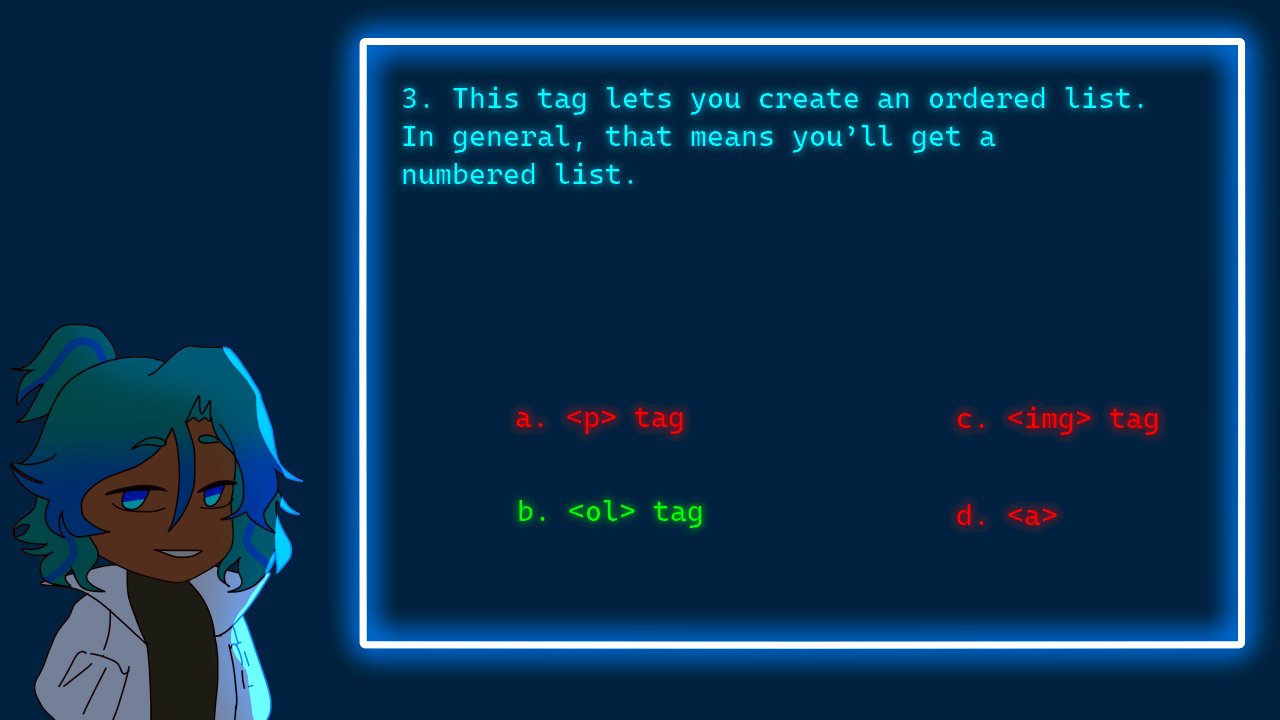 3. This tag lets you create an ordered list.
In general, that means you’ll get a
numbered list.
a. <p> tag
b. <ol> tag
c. <img> tag
d. <a>